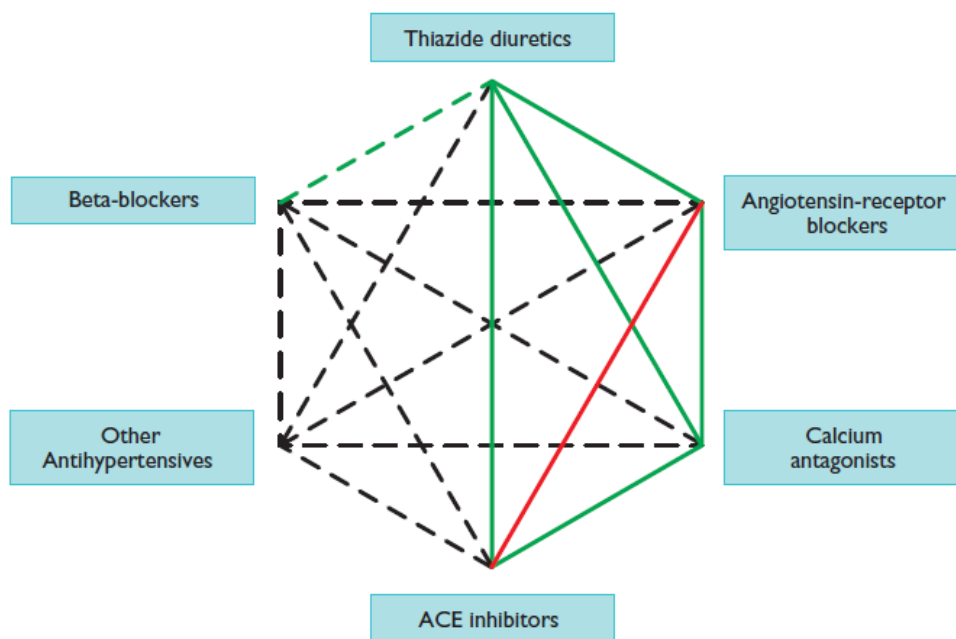 Thiazide diuretics
Beta-blockers
Angiotensin-receptor
blockers
Other
Antihypertensives
Calcium
antagonists
ACE inhibitors